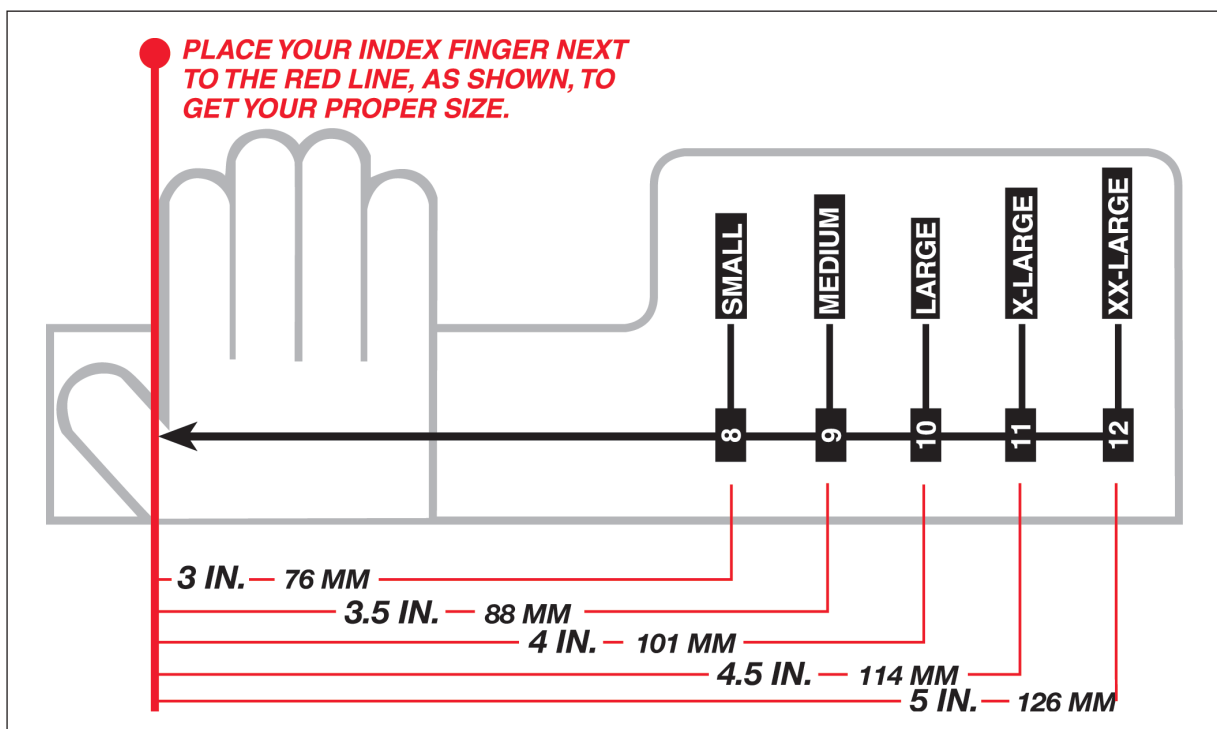 PLACE YOUR INDEX FINGER NEXT
TO THE RED LINE, AS SHOWN, TO
GET YOUR PROPER SIZE.
SMALL
MEDIUM
LARGE
X-LARGE
XX-LARGE
8
9
10
11
12
3 IN. 76 MM
3.5 IN. 88 MM
4 IN. 101 MM
4.5 IN. 114 MM
5 IN. 126 MM